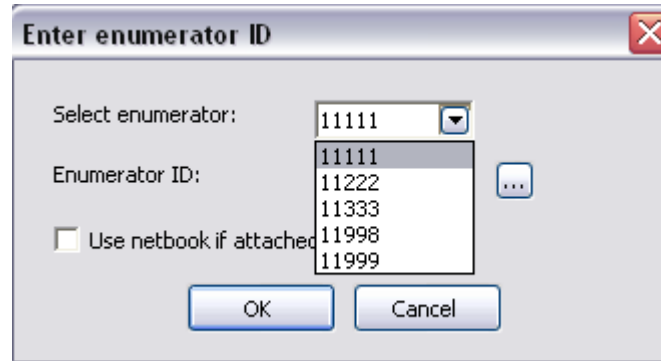 Enter enumerator ID
Select enumerator:
11111
11111
Enumerator ID:
11222
...
11333
Use netbook if attached
11998
11999
OK
Cancel